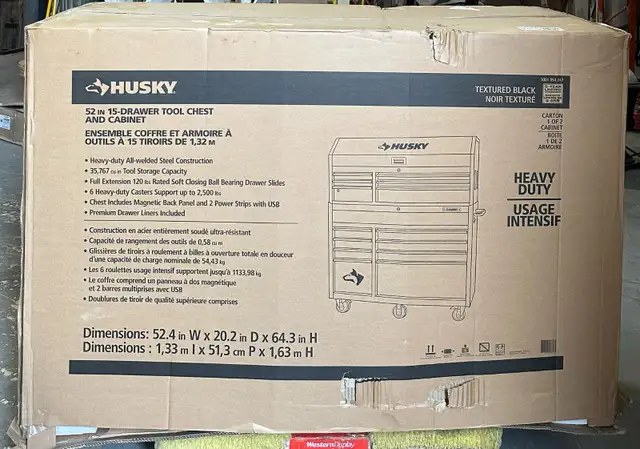 HUSKY
52 IN 15-DRAWER TOOL CHEST
AND CABINET
ENSEMBLE COFFRE ET ARMOIRE À
OUTILS À 15 TIROIRS DE 1,32 M
• Heavy-duty All-welded Steel Construction
• 35,767 cu in Tool Storage Capacity
• Full Extension 120 lbs Rated Soft Closing Ball Bearing Drawer Slides
• 6 Heavy-duty Casters Support up to 2,500 lbs
• Chest Includes Magnetic Back Panel and 2 Power Strips with USB
• Premium Drawer Liners Included
• Construction en acier entièrement soudé ultra-résistant
• Capacité de rangement des outils de 0,58 cu m
• Glissières de tiroirs à roulement à billes à ouverture totale en douceur
d'une capacité de charge nominale de 54,43 kg
• Les 6 roulettes usage intensif supportent jusqu'à 1133,98 kg
• Le coffre comprend un panneau à dos magnétique
et 2 barres multiprises avec USB
• Doublures de tiroir de qualité supérieure comprises
Dimensions: 52.4 in W x 20.2 in D x 64.3 in H
Dimensions : 1,33 m l x 51,3 cm P x 1,63 m H
TEXTURED BLACK
NOIR TEXTURÉ
CARTON
1 OF 2
CABINET
BOÎTE
1 DE 2
ARMOIRE
HEAVY
DUTY
USAGE
INTENSIF
HUSKY
WesternDisplay